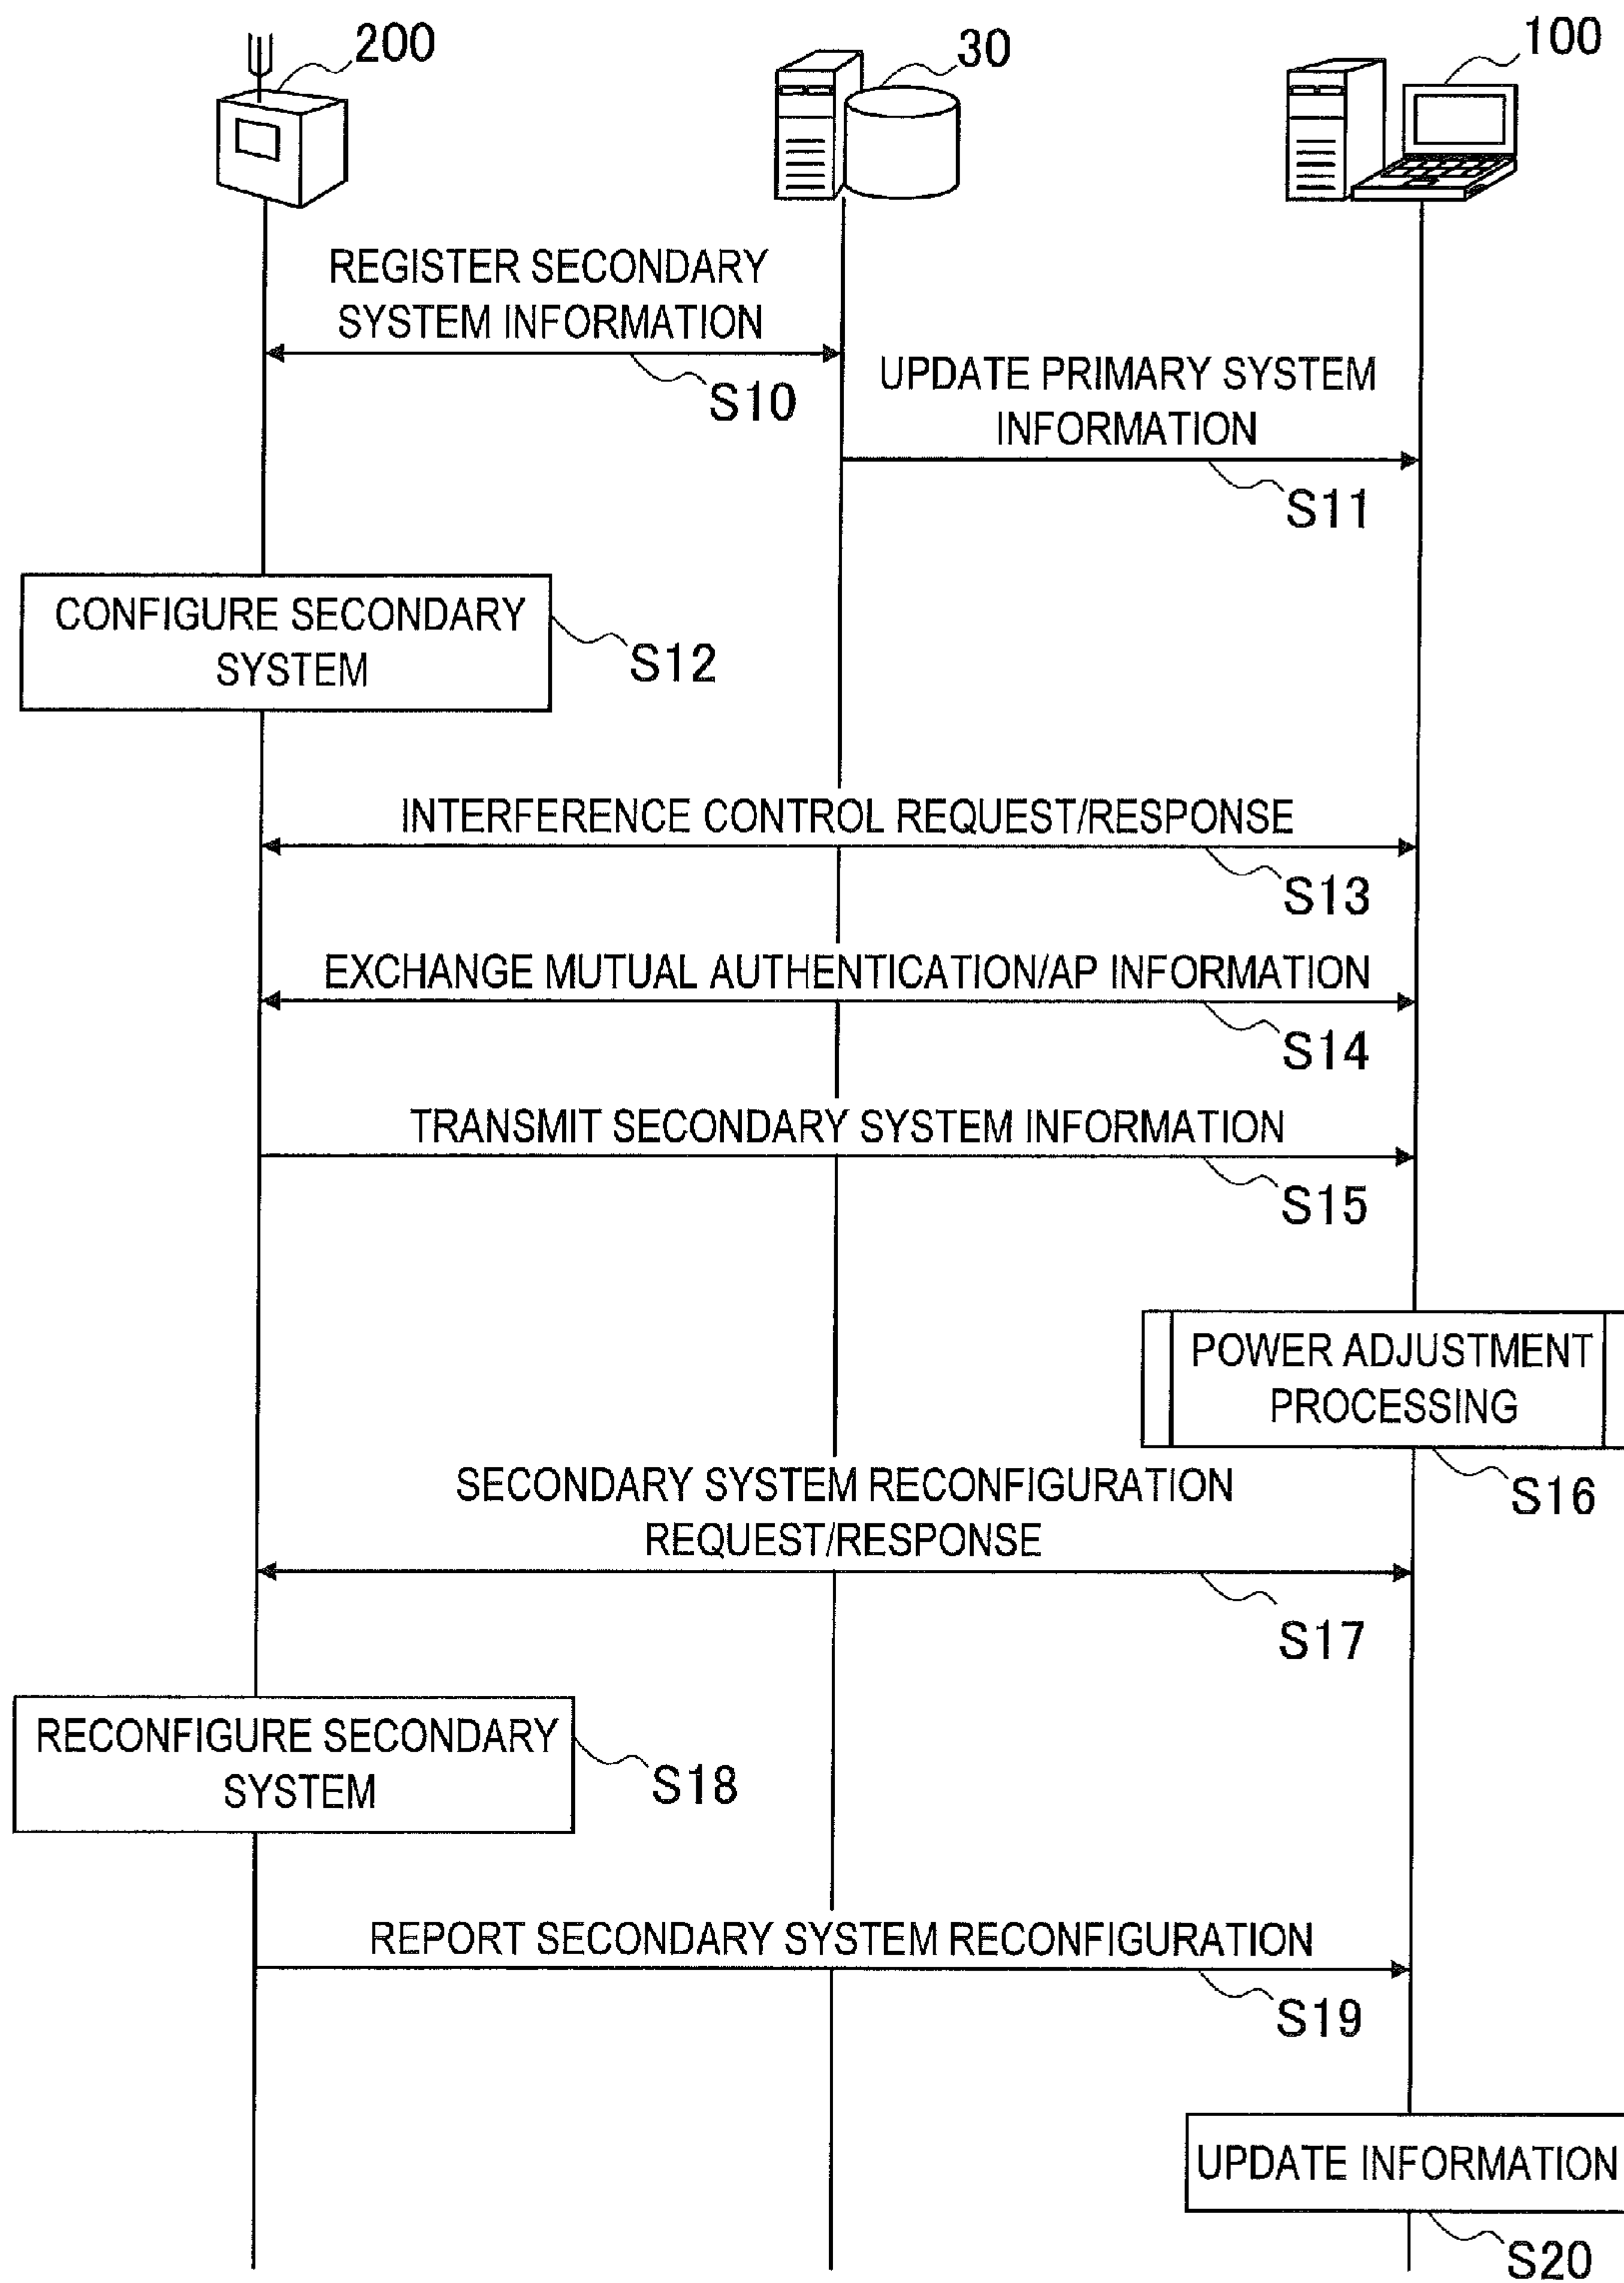 200
30
100
REGISTER SECONDARY
SYSTEM INFORMATION
S10
UPDATE PRIMARY SYSTEM
INFORMATION
S11
CONFIGURE SECONDARY
SYSTEM
S12
INTERFERENCE CONTROL REQUEST/RESPONSE
S13
EXCHANGE MUTUAL AUTHENTICATION/AP INFORMATION
S14
TRANSMIT SECONDARY SYSTEM INFORMATION
S15
POWER ADJUSTMENT
PROCESSING
S16
SECONDARY SYSTEM RECONFIGURATION
REQUEST/RESPONSE
S17
RECONFIGURE SECONDARY
SYSTEM
S18
REPORT SECONDARY SYSTEM RECONFIGURATION
S19
UPDATE INFORMATION
S20